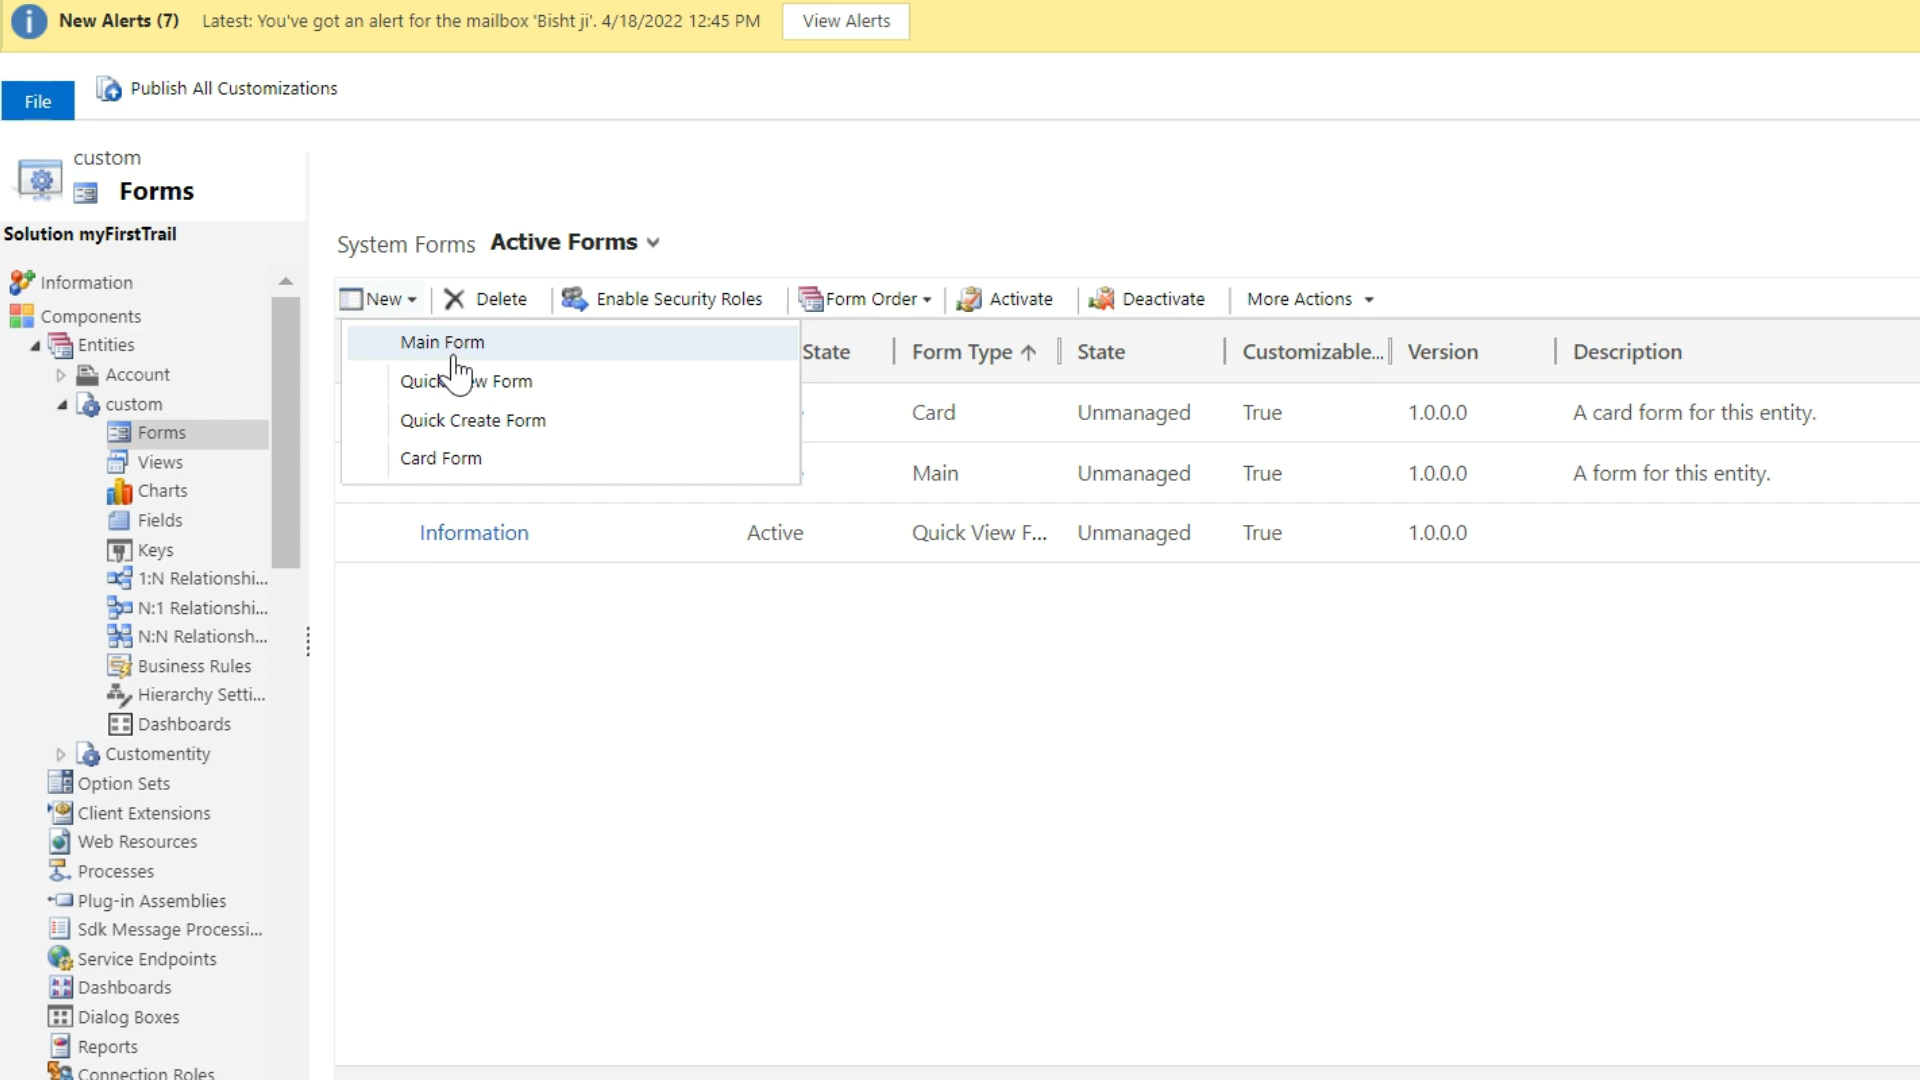 New Alerts (7) Latest: You've got an alert for the mailbox 'Bisht ji'. 4/18/2022 12:45 PM View Alerts
File Publish All Customizations
custom
Forms
Solution myFirstTrail
Information
Components
Entities
Account
custom
Forms
Views
Charts
Fields
Keys
1:N Relationshi...
N:1 Relationshi...
N:N Relationsh...
Business Rules
Hierarchy Setti...
Dashboards
Customentity
Option Sets
Client Extensions
Web Resources
Processes
Plug-in Assemblies
Sdk Message Processi...
Service Endpoints
Dashboards
Dialog Boxes
Reports
Connection Roles
System Forms Active Forms
New Delete Enable Security Roles Form Order Activate Deactivate More Actions
Main Form
Form
Quick Create Form
Card Form
State Form Type State Customizable... Version Description
Card Unmanaged True 1.0.0.0 A card form for this entity.
Main Unmanaged True 1.0.0.0 A form for this entity.
Information Active Quick View F... Unmanaged True 1.0.0.0